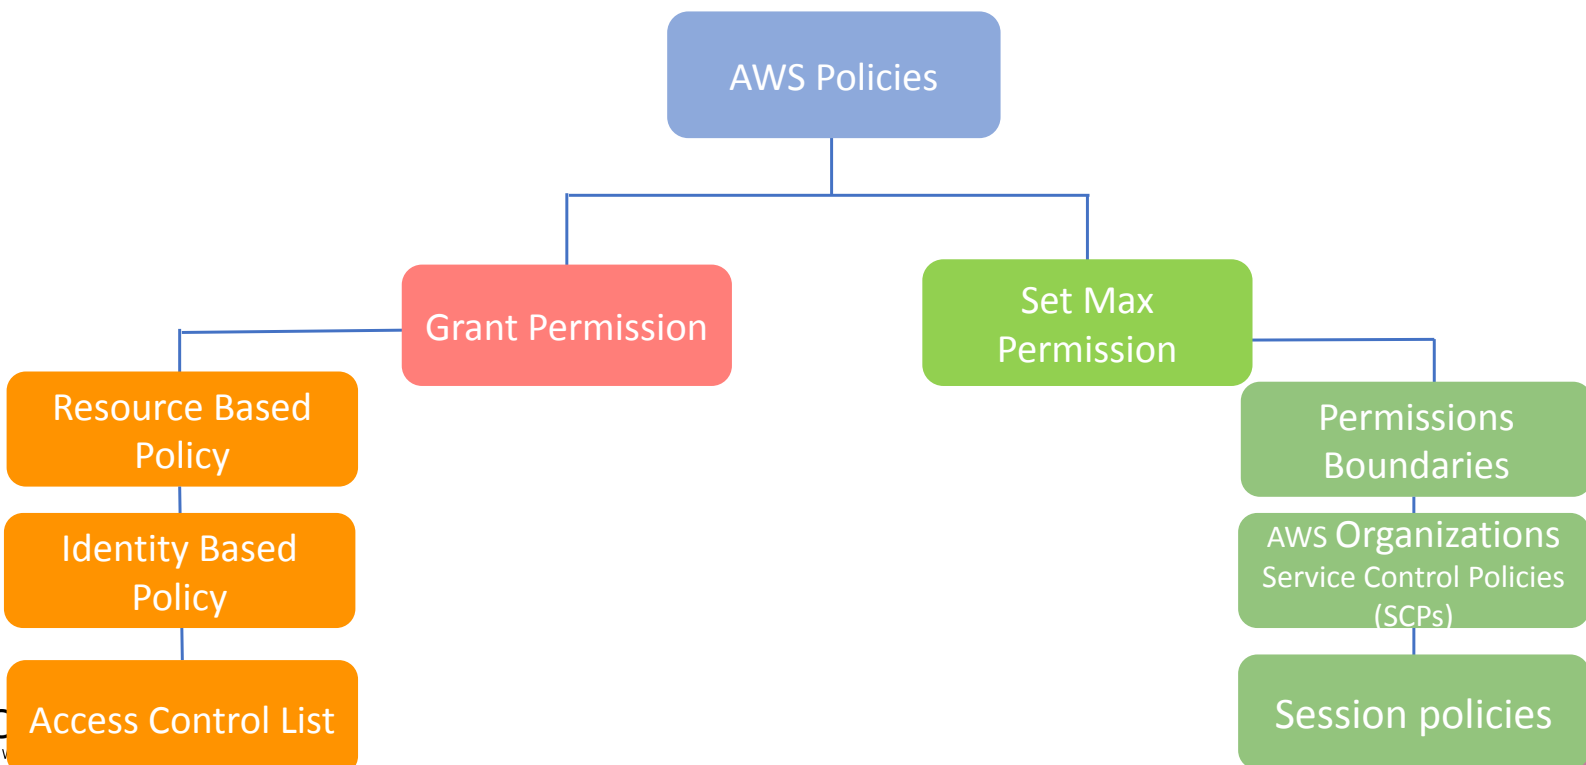 AWS Policies
Grant Permission
Set Max
Permission
Resource Based
Policy
Permissions
Boundaries
Identity Based
Policy
AWS Organizations
Service Control Policies
(SCPs)
Access Control List
Session policies